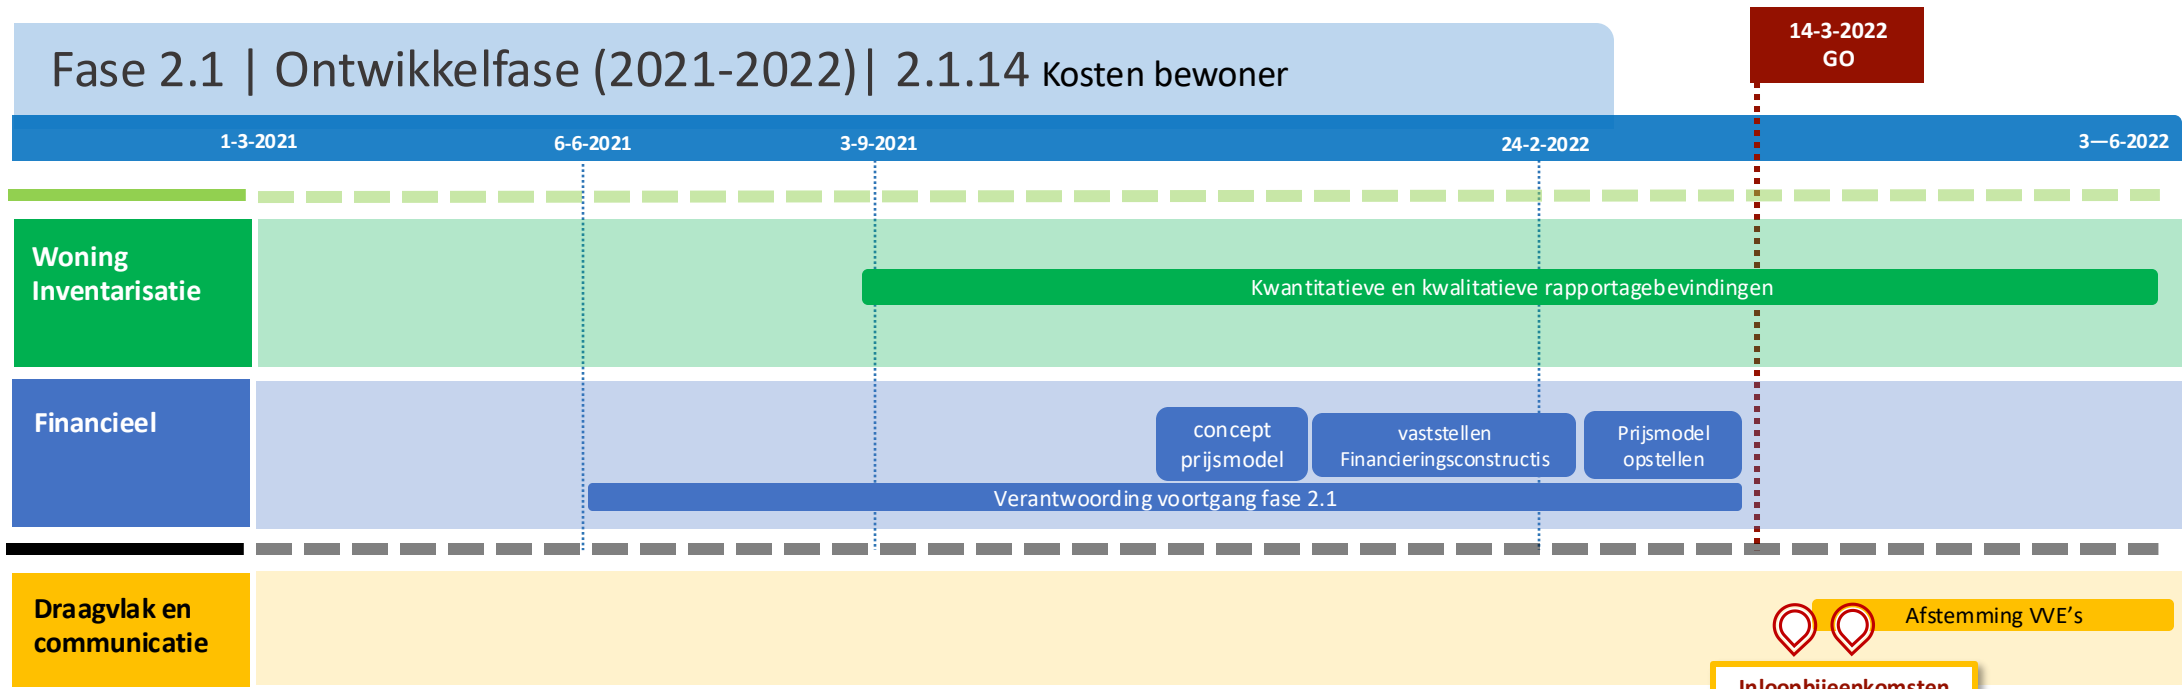 14-3-2022
GO
Fase 2.1 | Ontwikkelfase (2021-2022)| 2.1.14 Kosten bewoner
1-3-2021
6-6-2021
3-9-2021
24-2-2022
3—6-2022
Woning
Inventarisatie
Kwantitatieve en kwalitatieve rapportagebevindingen
Financieel
concept
prijsmodel
vaststellen
Financieringsconstructis
Prijsmodel
opstellen
Verantwoording voortgang fase 2.1
Draagvlak en
communicatie
Afstemming VVE's
Inloopbijeenkomsten